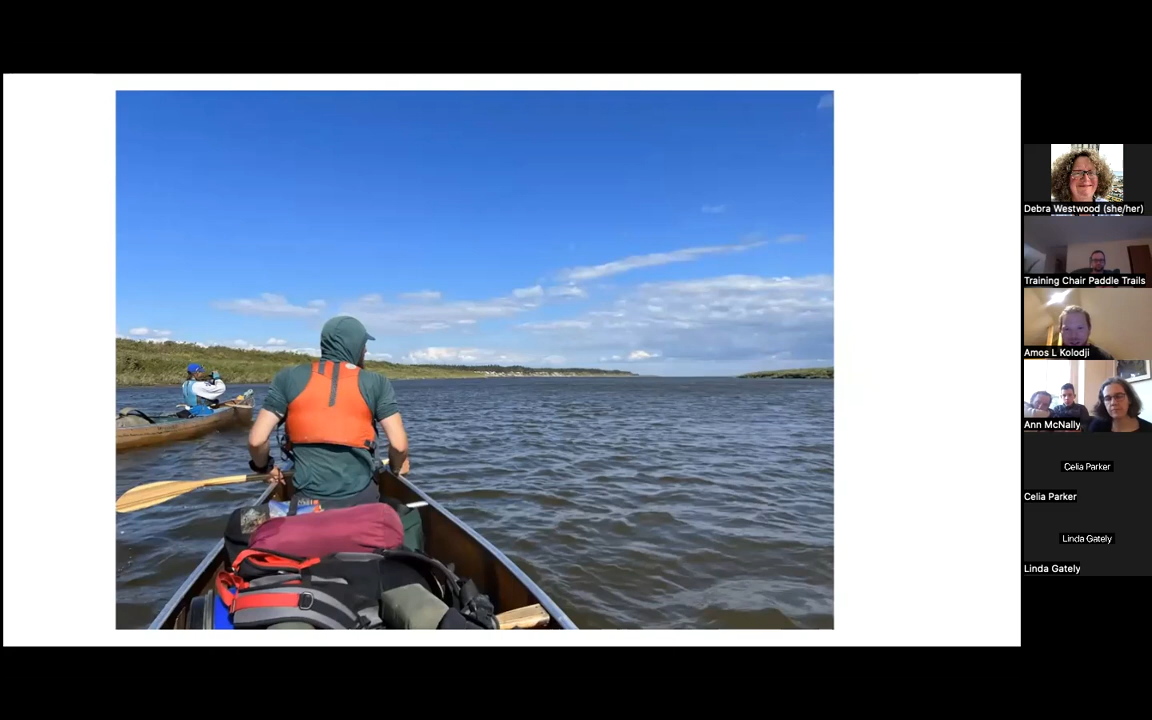 Debra Westwood (she/her)
Training Chair Paddle Trails
Amos L Kolodji
Ann McNally
Celia Parker
Celia Parker
Linda Gately
Linda Gately